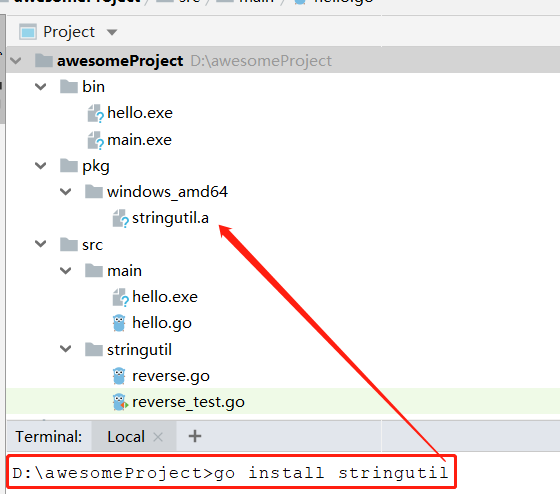 awesomeProject src main hello.go
Project
awesomeProject D:\awesomeProject
bin
hello.exe
main.exe
pkg
windows_amd64
stringutil.a
src
main
hello.exe
hello.go
stringutil
reverse.go
reverse_test.go
Terminal: Local × +
D:\awesomeProject>go install stringutil